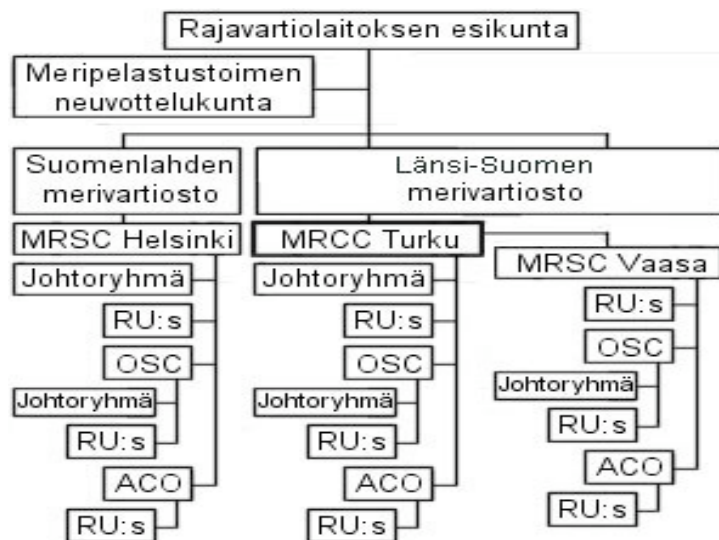 Rajavartiolaitoksen esikunta
Meripelastustoimen
neuvottelukunta
Suomenlahden
merivartiosto
Länsi-Suomen
merivartiosto
MRSC Helsinki
Johtoryhmä
RU:s
OSC
Johtoryhmä
RU:s
ACO
RU:s
MRCC Turku
Johtoryhmä
RU:s
OSC
Johtoryhmä
RU:s
ACO
RU:s
MRSC Vaasa
RU:s
OSC
Johtoryhmä
RU:s
ACO
RU:s